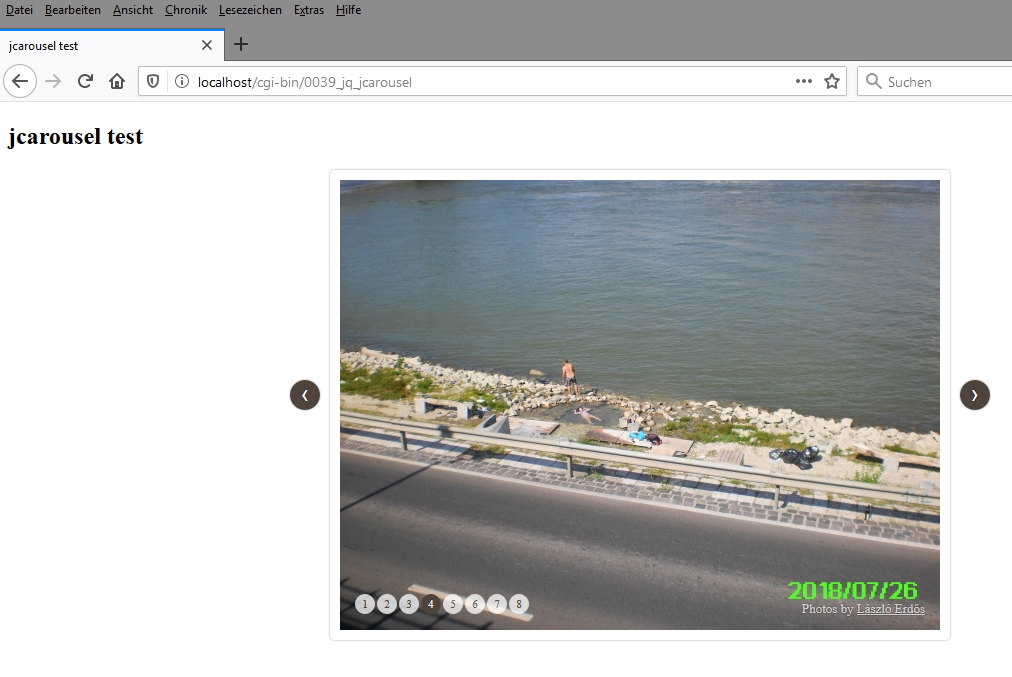 Datei Bearbeiten Ansicht Chronik Lesezeichen Extras Hilfe
jcarousel test
localhost/cgi-bin/0039_jq_jcarousel
Suchen
jcarousel test
‹
›
2018/07/26
1 2 3 4 5 6 7 8
Photos by László Erdős